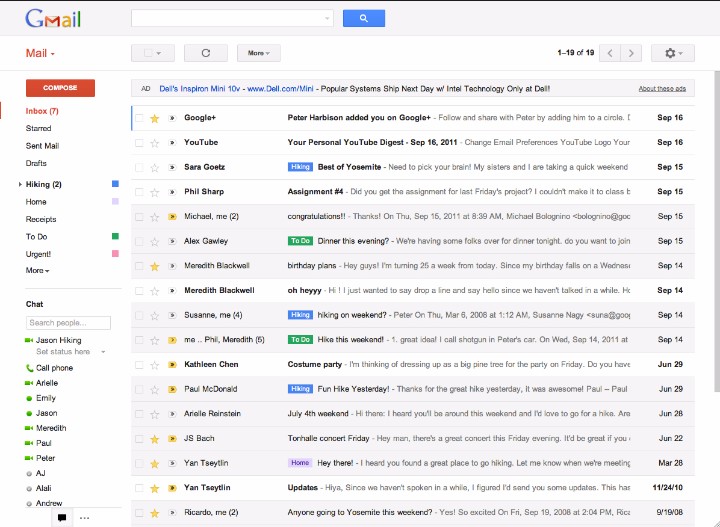 Gmail
Mail
More
1–19 of 19
COMPOSE
Inbox (7)
Starred
Sent Mail
Drafts
Hiking (2)
Home
Receipts
To Do
Urgent!
More
Chat
Search people...
Jason Hiking
Set status here
Call phone
Arielle
Emily
Jason
Meredith
Paul
Peter
AJ
Alali
Andrew
AD Dell's Inspiron Mini 10v - www.Dell.com/Mini - Popular Systems Ship Next Day w/ Intel Technology Only at Dell! About these ads
Google+ Peter Harbison added you on Google+ - Follow and share with Peter by adding him to a circle. Sep 16
YouTube Your Personal YouTube Digest - Sep 16, 2011 - Change Email Preferences YouTube Logo Your Sep 16
Sara Goetz Hiking Best of Yosemite - Need to pick your brain! My sisters and I are taking a quick weekend Sep 15
Phil Sharp Assignment #4 - Did you get the assignment for last Friday's project? I couldn't make it to class Sep 15
Michael, me (2) congratulations!! - Thanks! On Thu, Sep 15, 2011 at 8:39 AM, Michael Bolognino <bolognino@goo Sep 15
Alex Gawley To Do Dinner this evening? - We're having some folks over for dinner tonight. do you want to join Sep 15
Meredith Blackwell birthday plans - Hey guys! I'm turning 25 a week from today. Since my birthday falls on a Sep 14
Meredith Blackwell oh heyyy - Hi ! I just wanted to say drop a line and say hello since we haven't talked in a while. Sep 14
Susanne, me (4) Hiking hiking on weekend? - Peter On Thu, Mar 6, 2008 at 1:12 AM, Susanne Nagy <suna@goo Sep 14
me .. Phil, Meredith (5) To Do Hike this weekend! - 1. great idea! I call shotgun in Peter's car. On Wed, Sep 14, 2011 at Sep 14
Kathleen Chen Costume party - I'm thinking of dressing up as a big pine tree for the party on Friday. Do you have Jun 29
Paul McDonald Hiking Fun Hike Yesterday! - Thanks for the great hike yesterday, it was awesome! Paul – Paul Jun 29
Arielle Reinstein July 4th weekend - Hi there: I heard you'll be around this weekend and I'd love to go for a hike. Jun 28
JS Bach Tonhalle concert Friday - Hey man, there's a great concert this Friday evening. It'd be great if you Jun 22
Yan Tseytlin Home Hey there! - I heard you found a great place to go hiking. Let me know when we're meeting Mar 28
Yan Tseytlin Updates - Hiya, Since we haven't spoken in a while, I figured I'd send you some updates. This has 11/24/10
Ricardo, me (2) Anyone going to Yosemite this weekend? - Yes! So excited On Fri, Sep 19, 2008 at 2:04 PM, 9/19/08